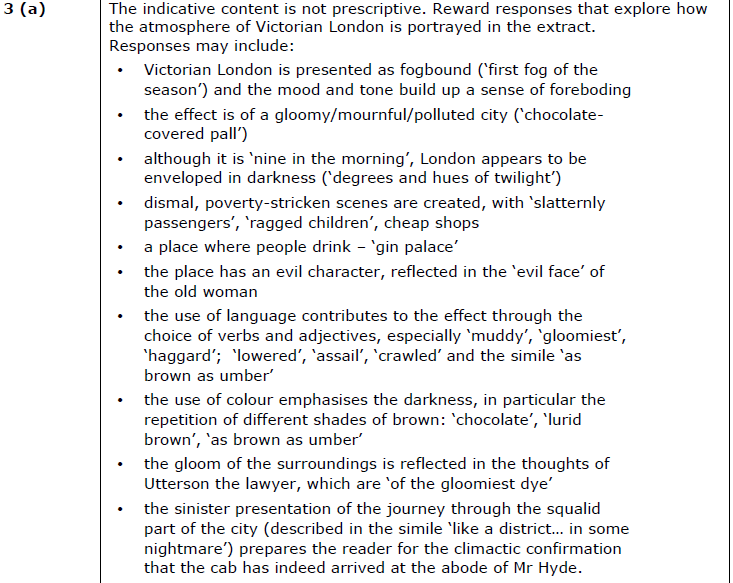 3 (a)
The indicative content is not prescriptive. Reward responses that explore how
the atmosphere of Victorian London is portrayed in the extract.
Responses may include:
• Victorian London is presented as fogbound (‘first fog of the
season’) and the mood and tone build up a sense of foreboding
• the effect is of a gloomy/mournful/polluted city (‘chocolate-
covered pall’)
• although it is ‘nine in the morning’, London appears to be
enveloped in darkness (‘degrees and hues of twilight’)
• dismal, poverty-stricken scenes are created, with ‘slatternly
passengers’, ‘ragged children’, cheap shops
• a place where people drink – ‘gin palace’
• the place has an evil character, reflected in the ‘evil face’ of
the old woman
• the use of language contributes to the effect through the
choice of verbs and adjectives, especially ‘muddy’, ‘gloomiest’,
‘haggard’;  ‘lowered’, ‘assail’, ‘crawled’ and the simile ‘as
brown as umber’
• the use of colour emphasises the darkness, in particular the
repetition of different shades of brown: ‘chocolate’, ‘lurid
brown’, ‘as brown as umber’
• the gloom of the surroundings is reflected in the thoughts of
Utterson the lawyer, which are ‘of the gloomiest dye’
• the sinister presentation of the journey through the squalid
part of the city (described in the simile ‘like a district… in some
nightmare’) prepares the reader for the climactic confirmation
that the cab has indeed arrived at the abode of Mr Hyde.